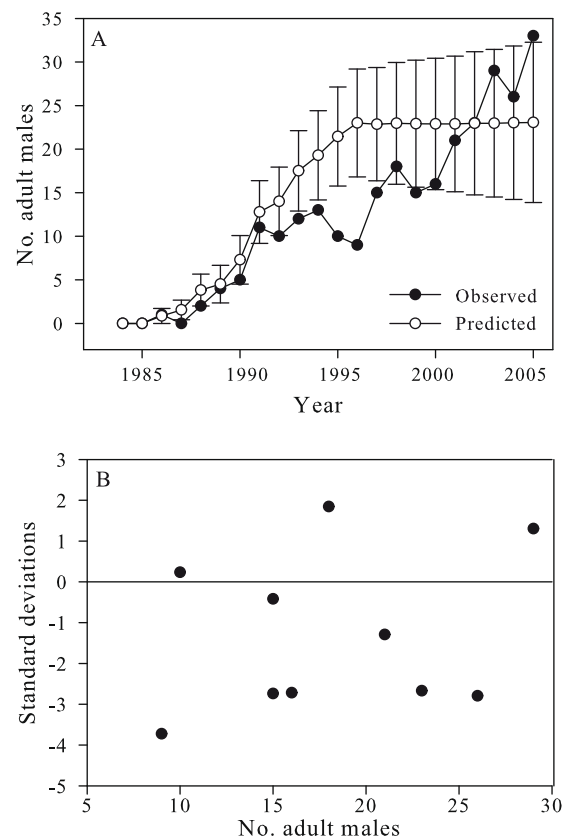 A
No. adult males
35
30
25
20
15
10
5
0
Observed
Predicted
1985 1990 1995 2000 2005
Year
B
Standard deviations
3
2
1
0
-1
-2
-3
-4
-5
5 10 15 20 25 30
No. adult males